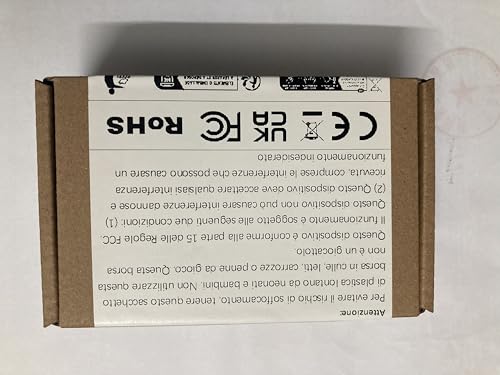 Attenzione:
Per evitare il rischio di soffocamento, tenere questo sacchetto
di plastica lontano da neonati e bambini. Non utilizzare questa
borsa in culle, letti, carrozze o penne da gioco. Questa borsa
non è un giocattolo.
Questo dispositivo è conforme alla parte 15 delle Regole FCC.
Il funzionamento è soggetto alle seguenti due condizioni: (1)
Questo dispositivo non può causare interferenze dannose e
(2) Questo dispositivo deve accettare qualsiasi interferenza
ricevuta, comprese le interferenze che possono causare un
funzionamento indesiderato
CE UKCA FC RoHS